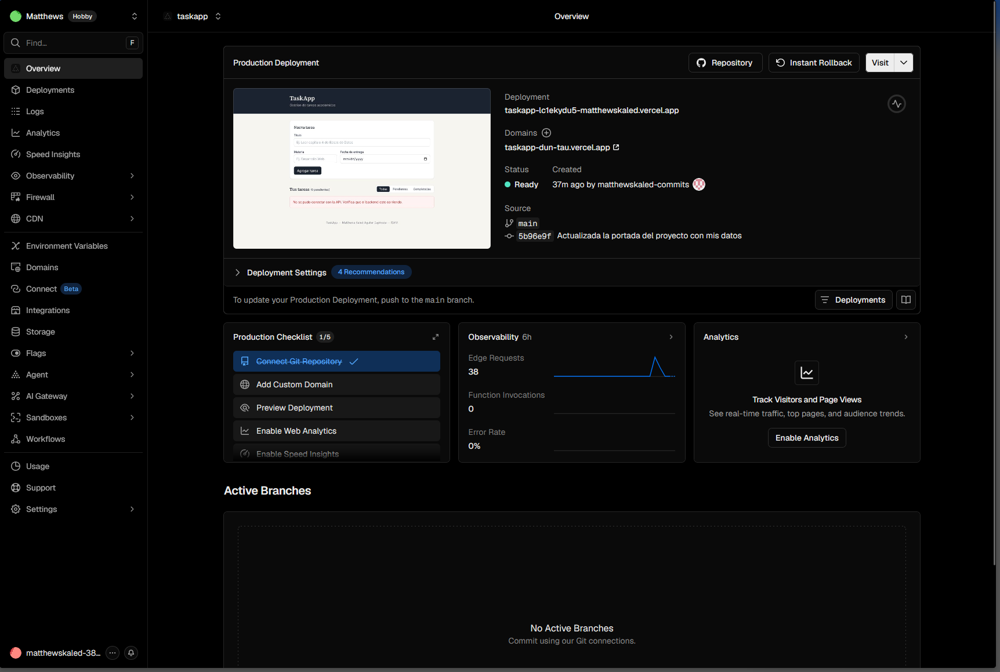 Matthews Hobby
Find... F
Overview
Deployments
Logs
Analytics
Speed Insights
Observability
Firewall
CDN
Environment Variables
Domains
Connect Beta
Integrations
Storage
Flags
Agent
AI Gateway
Sandboxes
Workflows
Usage
Support
Settings
matthewskaled-38...
taskapp
Overview
Production Deployment
Repository
Instant Rollback
Visit
TaskApp
Gestion de tareas academicas
Nueva tarea
Titulo
Ej. Leer capitulo 4 de Bases de Datos
Materia Fecha de entrega
Ej. Desarrollo Web mm/dd/yyyy
Agregar tarea
Tus tareas (0 pendientes) Todas Pendientes Completadas
No se pudo conectar con la API. Verifica que el backend este corriendo.
TaskApp — Matthews Kaled Aguilar Espinoza — ISAM
Deployment
taskapp-lc1ekydu5-matthewskaled.vercel.app
Domains
taskapp-dun-tau.vercel.app
Status Created
Ready 37m ago by matthewskaled-commits
Source
main
5b96e9f Actualizada la portada del proyecto con mis datos
Deployment Settings 4 Recommendations
To update your Production Deployment, push to the main branch.
Deployments
Production Checklist 1/5
Connect Git Repository
Add Custom Domain
Preview Deployment
Enable Web Analytics
Enable Speed Insights
Observability 6h
Edge Requests
38
Function Invocations
0
Error Rate
0%
Analytics
Track Visitors and Page Views
See real-time traffic, top pages, and audience trends.
Enable Analytics
Active Branches
No Active Branches
Commit using our Git connections.